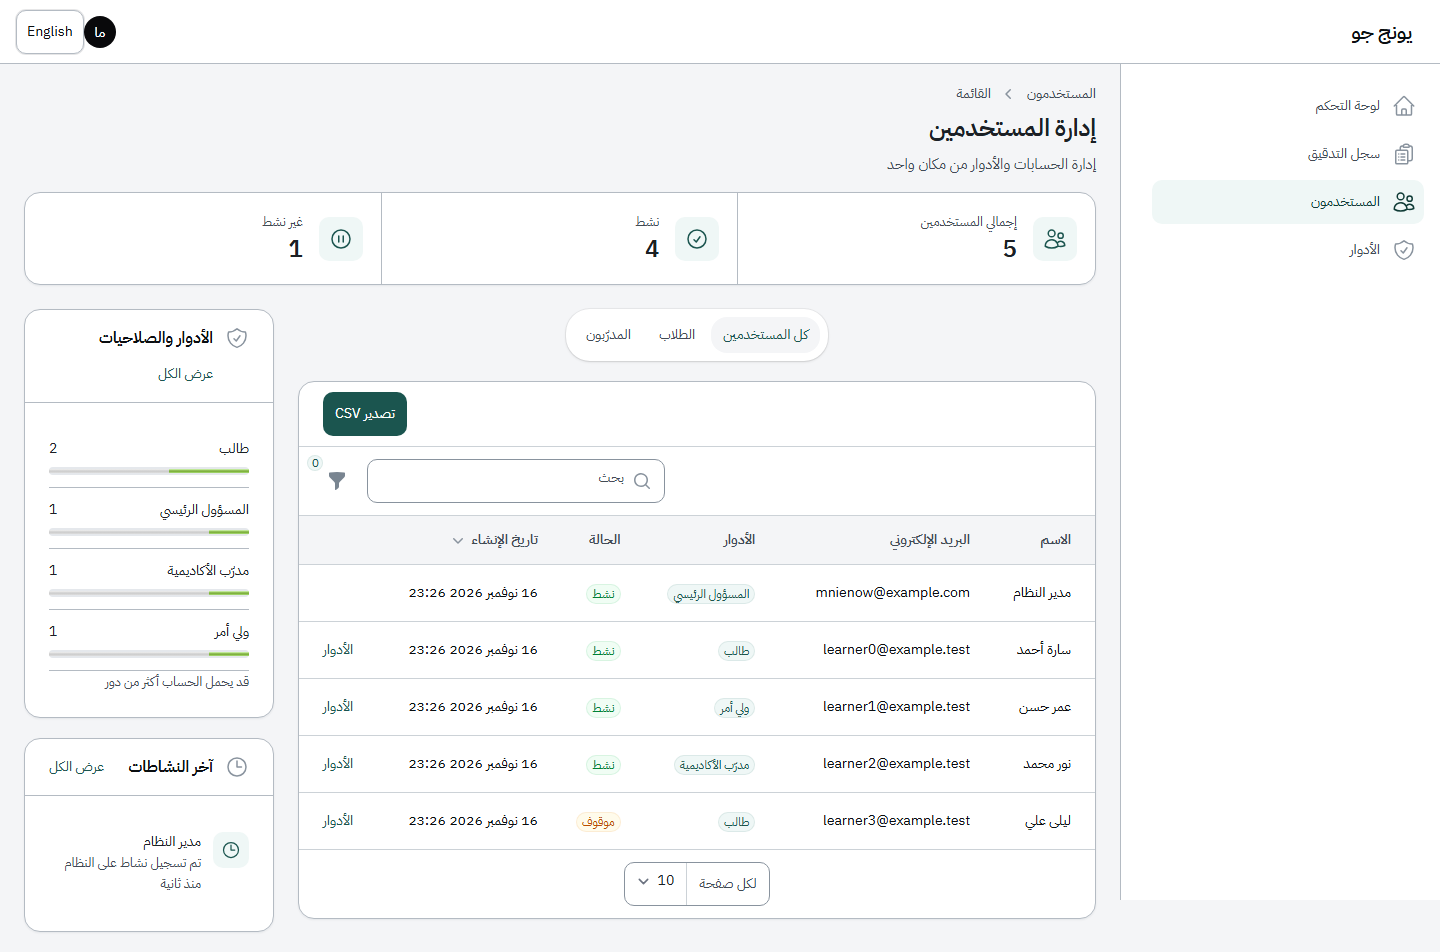 يونج جو
ما
English
لوحة التحكم
سجل التدقيق
المستخدمون
الأدوار
المستخدمون
القائمة
إدارة المستخدمين
إدارة الحسابات والأدوار من مكان واحد
إجمالي المستخدمين
5
نشط
4
غير نشط
1
كل المستخدمين
الطلاب
المدرّبون
تصدير CSV
بحث
0
الاسم البريد الإلكتروني الأدوار الحالة تاريخ الإنشاء
مدير النظام mnienow@example.com المسؤول الرئيسي نشط 16 نوفمبر 2026 23:26
سارة أحمد learner0@example.test طالب نشط 16 نوفمبر 2026 23:26 الأدوار
عمر حسن learner1@example.test ولي أمر نشط 16 نوفمبر 2026 23:26 الأدوار
نور محمد learner2@example.test مدرّب الأكاديمية نشط 16 نوفمبر 2026 23:26 الأدوار
ليلى علي learner3@example.test طالب موقوف 16 نوفمبر 2026 23:26 الأدوار
لكل صفحة 10
الأدوار والصلاحيات
عرض الكل
طالب 2
المسؤول الرئيسي 1
مدرّب الأكاديمية 1
ولي أمر 1
قد يحمل الحساب أكثر من دور
آخر النشاطات عرض الكل
مدير النظام
تم تسجيل نشاط على النظام
منذ ثانية